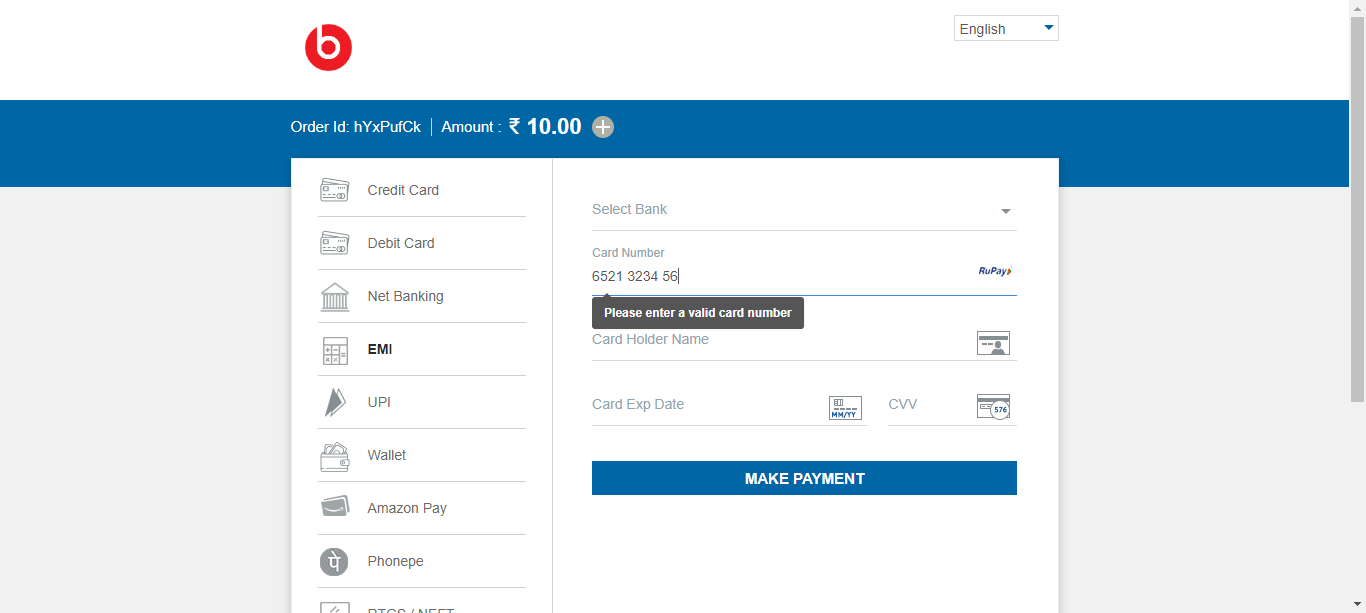 b
English
Order Id: hYxPufCk
Amount : ₹ 10.00
Credit Card
Debit Card
Net Banking
EMI
UPI
Wallet
Amazon Pay
Phonepe
RTGS / NEFT
Select Bank
Card Number
6521 3234 56
RuPay
Please enter a valid card number
Card Holder Name
Card Exp Date
MM/YY
CVV
576
MAKE PAYMENT